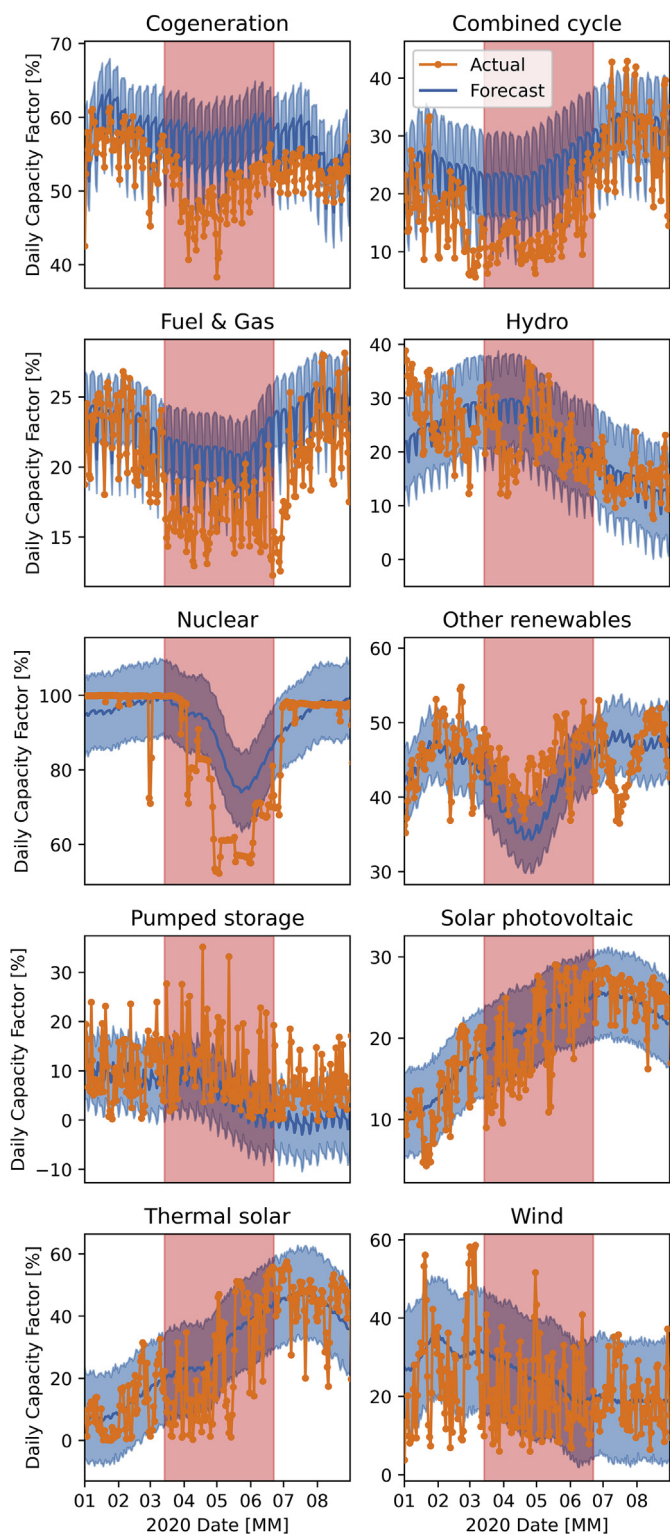 Cogeneration
Combined cycle
Daily Capacity Factor [%]
70
60
50
40
40
30
20
10
Actual
Forecast
Fuel & Gas
Hydro
Daily Capacity Factor [%]
25
20
15
40
30
20
10
0
Nuclear
Other renewables
Daily Capacity Factor [%]
100
80
60
60
50
40
30
Pumped storage
Solar photovoltaic
Daily Capacity Factor [%]
30
20
10
0
−10
30
20
10
Thermal solar
Wind
Daily Capacity Factor [%]
60
40
20
0
60
40
20
0
01 02 03 04 05 06 07 08
01 02 03 04 05 06 07 08
2020 Date [MM]
2020 Date [MM]